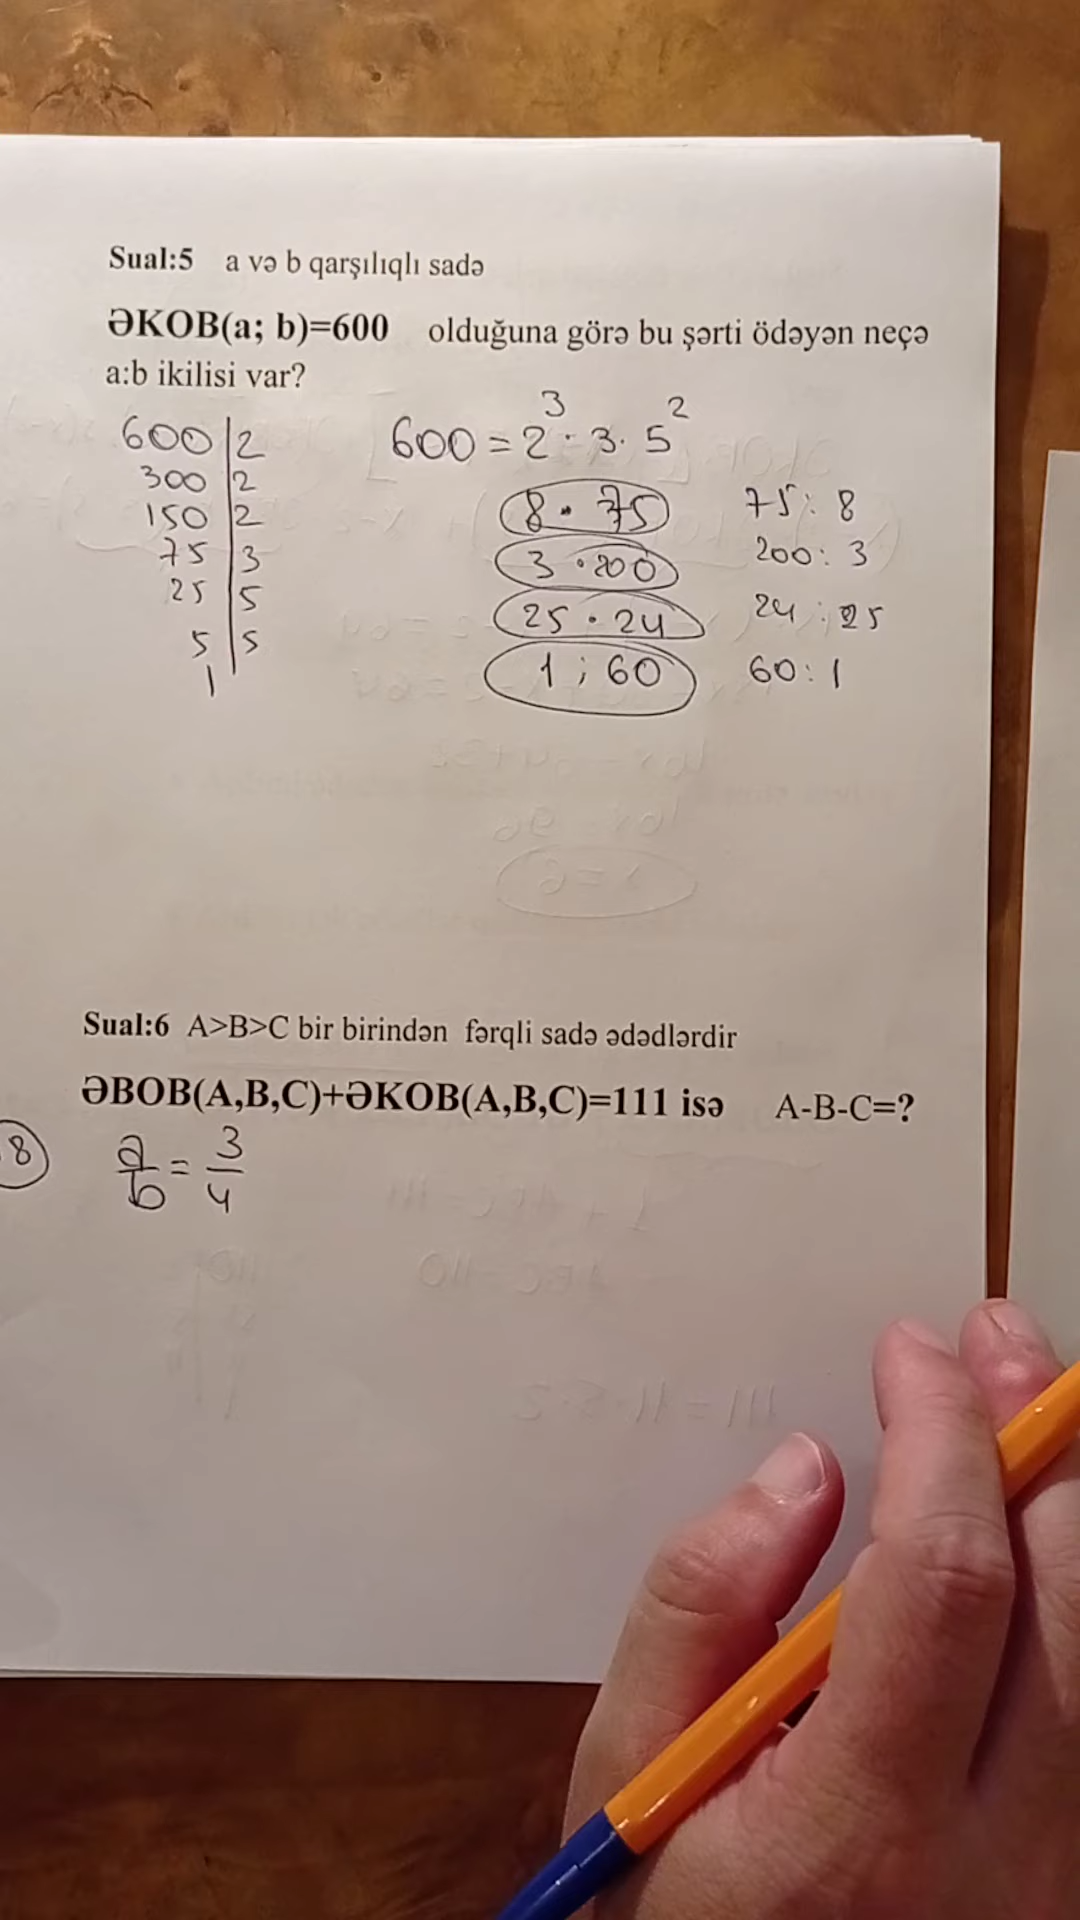 Sual:5 a və b qarşılıqlı sadə
ƏKOB(a; b)=600 olduğuna görə bu şərti ödəyən neçə
a:b ikilisi var?
600 | 2
300 | 2
150 | 2
75 | 3
25 | 5
5 | 5
1
600 = 2³ · 3 · 5²
8 · 75
3 · 200
25 · 24
1 ; 60
75 : 8
200 : 3
24 : 25
60 : 1
Sual:6 A>B>C bir birindən fərqli sadə ədədlərdir
ƏBOB(A,B,C)+ƏKOB(A,B,C)=111 isə A-B-C=?
8
a/b = 3/4